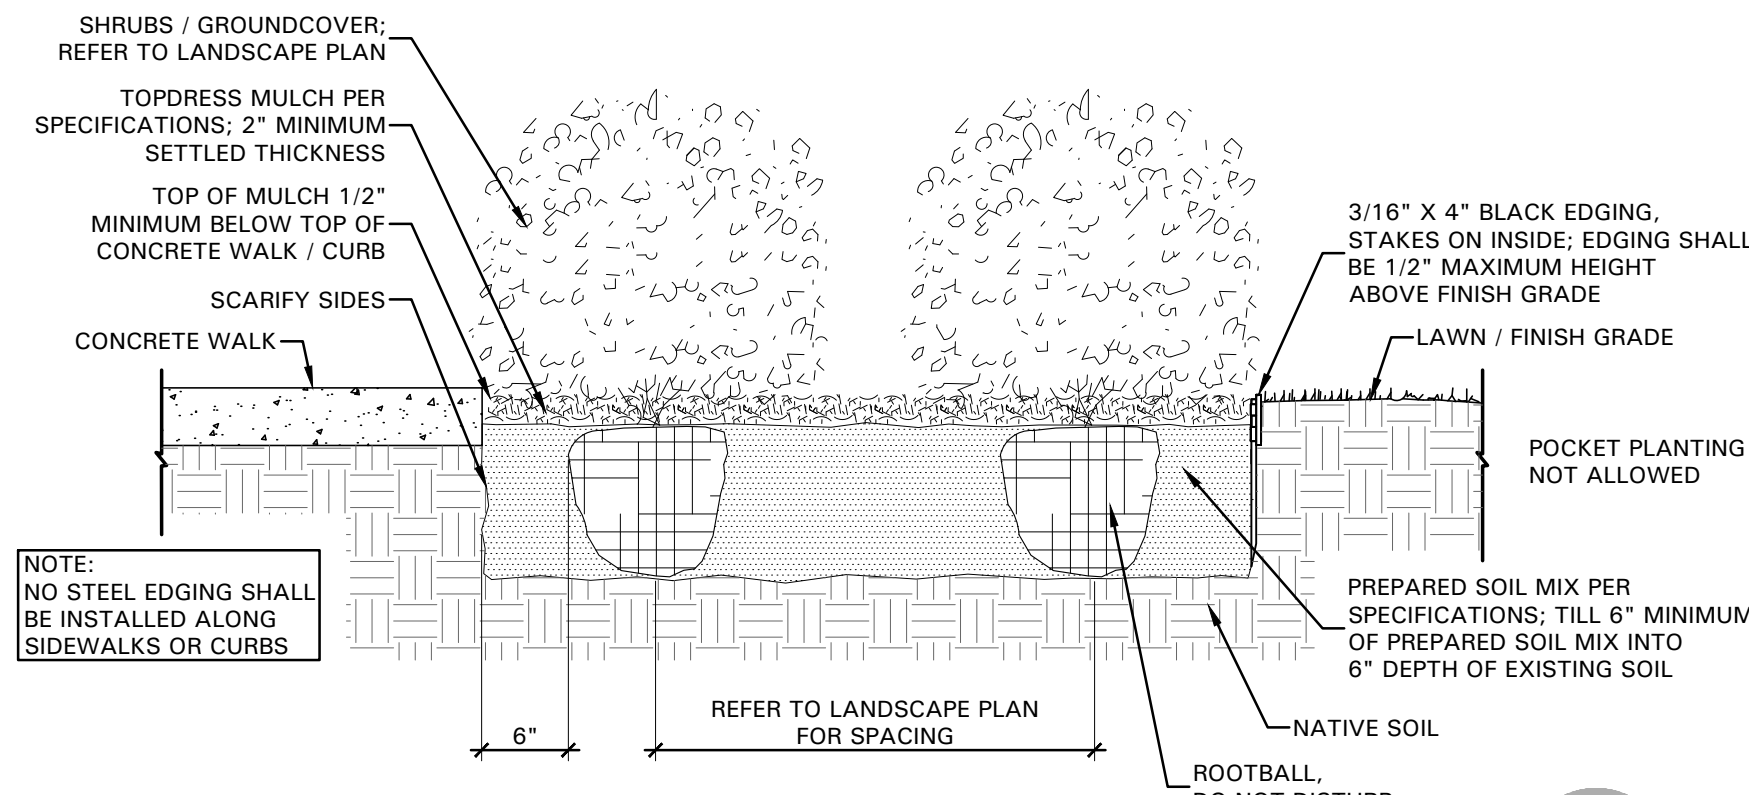 SHRUBS / GROUNDCOVER;
REFER TO LANDSCAPE PLAN
TOPDRESS MULCH PER
SPECIFICATIONS; 2" MINIMUM
SETTLED THICKNESS
TOP OF MULCH 1/2"
MINIMUM BELOW TOP OF
CONCRETE WALK / CURB
SCARIFY SIDES
CONCRETE WALK
NOTE:
NO STEEL EDGING SHALL
BE INSTALLED ALONG
SIDEWALKS OR CURBS
6"
REFER TO LANDSCAPE PLAN
FOR SPACING
3/16" X 4" BLACK EDGING,
STAKES ON INSIDE; EDGING SHALL
BE 1/2" MAXIMUM HEIGHT
ABOVE FINISH GRADE
LAWN / FINISH GRADE
POCKET PLANTING
NOT ALLOWED
PREPARED SOIL MIX PER
SPECIFICATIONS; TILL 6" MINIMUM
OF PREPARED SOIL MIX INTO
6" DEPTH OF EXISTING SOIL
NATIVE SOIL
ROOTBALL,
DO NOT DISTURB